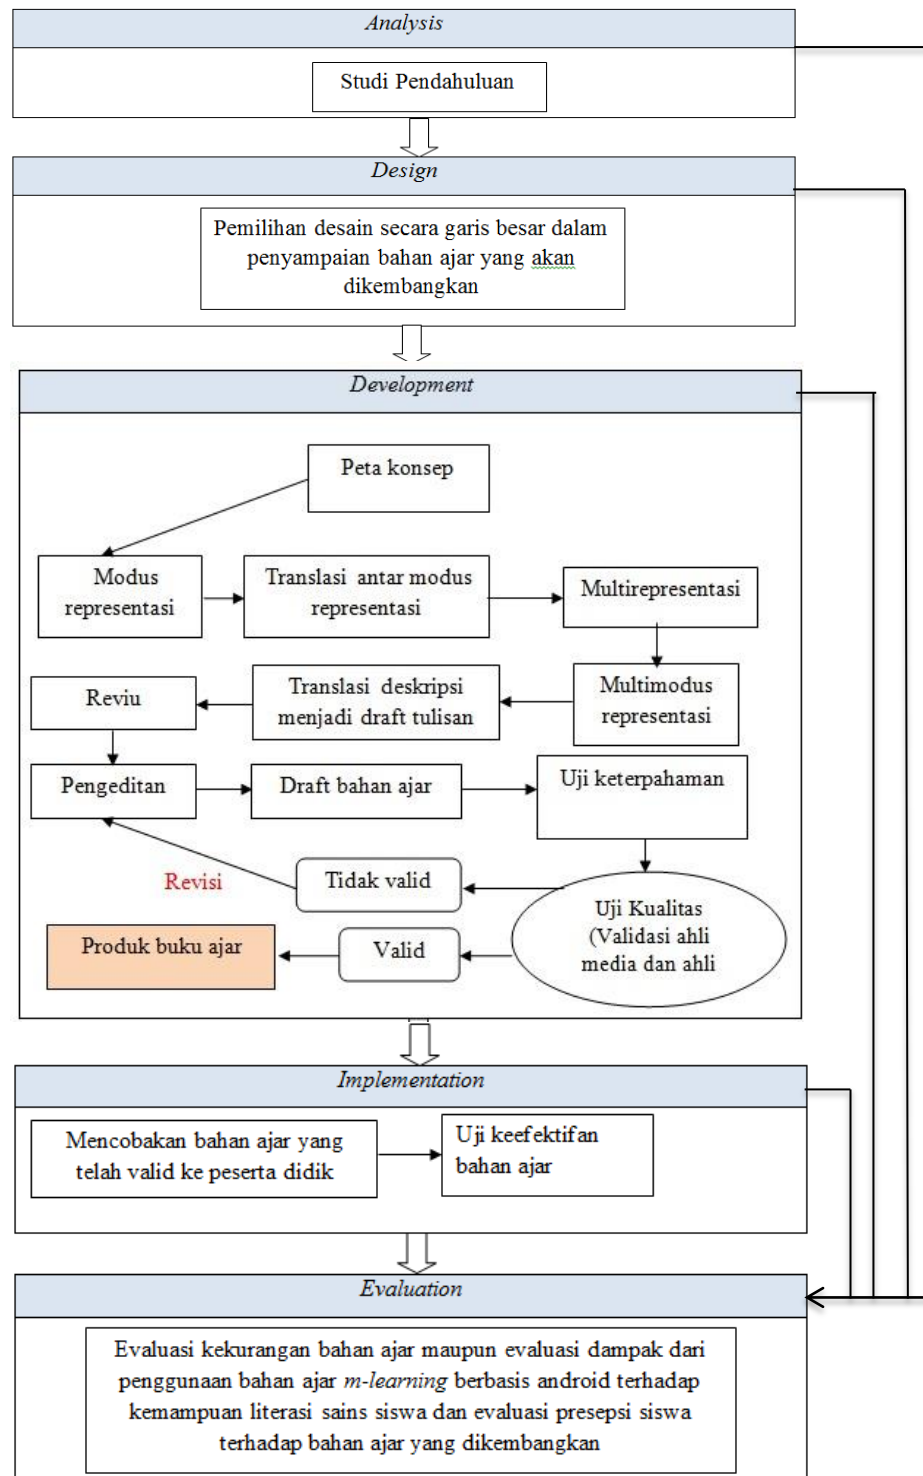 Analysis
Studi Pendahuluan
Design
Pemilihan desain secara garis besar dalam
penyampaian bahan ajar yang akan
dikembangkan
Development
Peta konsep
Modus
representasi
Translasi antar modus
representasi
Multirepresentasi
Multimodus
representasi
Translasi deskripsi
menjadi draft tulisan
Reviu
Pengeditan
Draft bahan ajar
Uji keterpahaman
Uji Kualitas
(Validasi ahli
media dan ahli
Tidak valid
Revisi
Valid
Produk buku ajar
Implementation
Mencobakan bahan ajar yang
telah valid ke peserta didik
Uji keefektifan
bahan ajar
Evaluation
Evaluasi kekurangan bahan ajar maupun evaluasi dampak dari
penggunaan bahan ajar m-learning berbasis android terhadap
kemampuan literasi sains siswa dan evaluasi presepsi siswa
terhadap bahan ajar yang dikembangkan